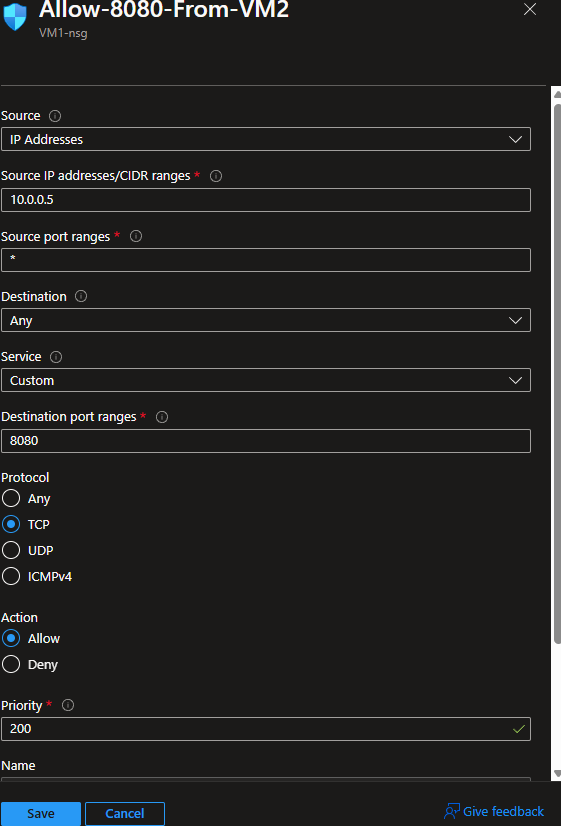 Allow-8080-From-VM2
VM1-nsg
Source
IP Addresses
Source IP addresses/CIDR ranges *
10.0.0.5
Source port ranges *
*
Destination
Any
Service
Custom
Destination port ranges *
8080
Protocol
Any
TCP
UDP
ICMPv4
Action
Allow
Deny
Priority *
200
Name
Save
Cancel
Give feedback